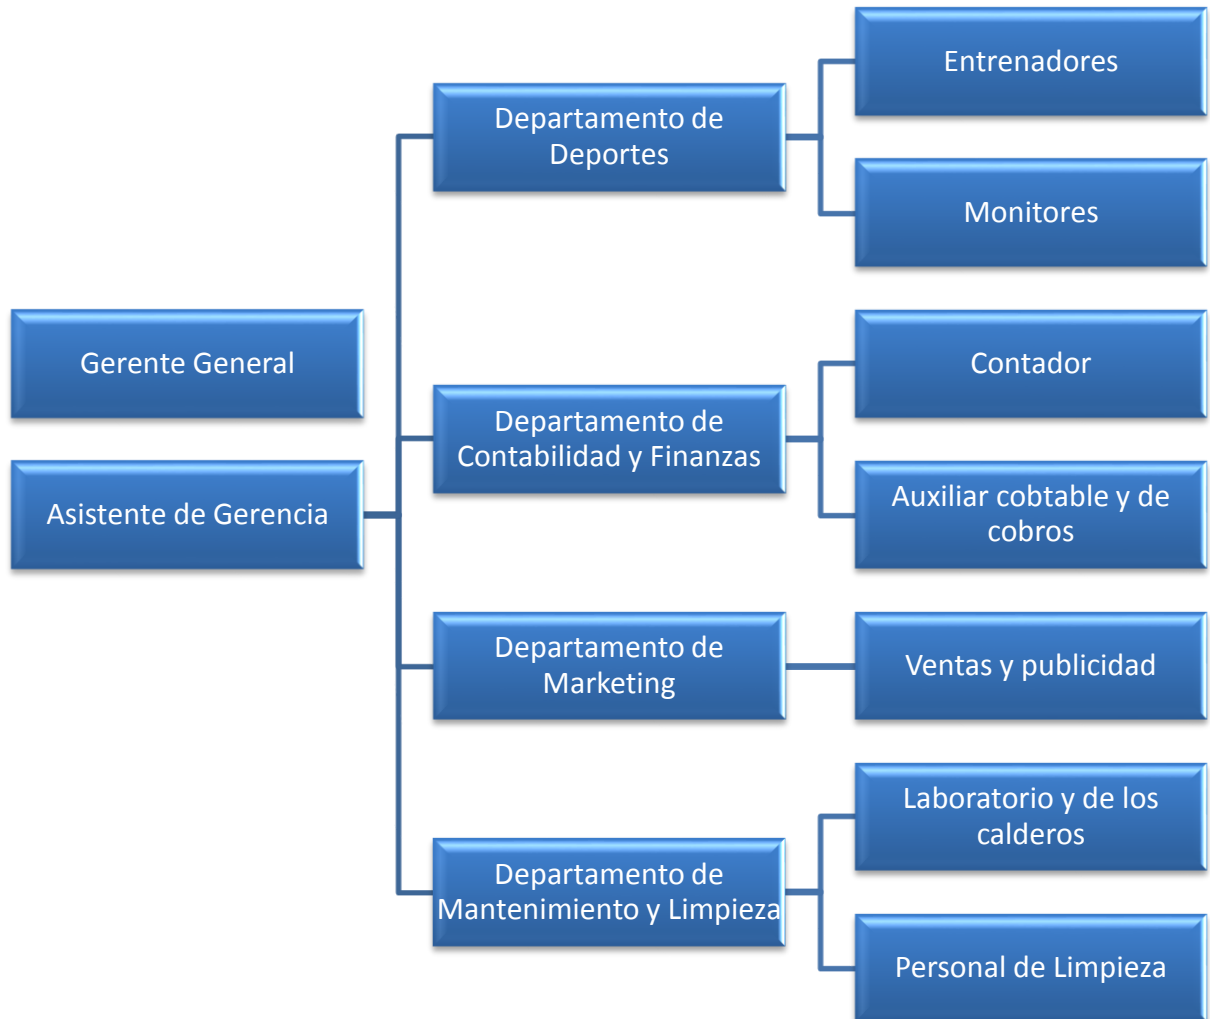 Gerente General
Asistente de Gerencia
Departamento de
Deportes
Entrenadores
Monitores
Departamento de
Contabilidad y Finanzas
Contador
Auxiliar cobtable y de
cobros
Departamento de
Marketing
Ventas y publicidad
Departamento de
Mantenimiento y Limpieza
Laboratorio y de los
calderos
Personal de Limpieza